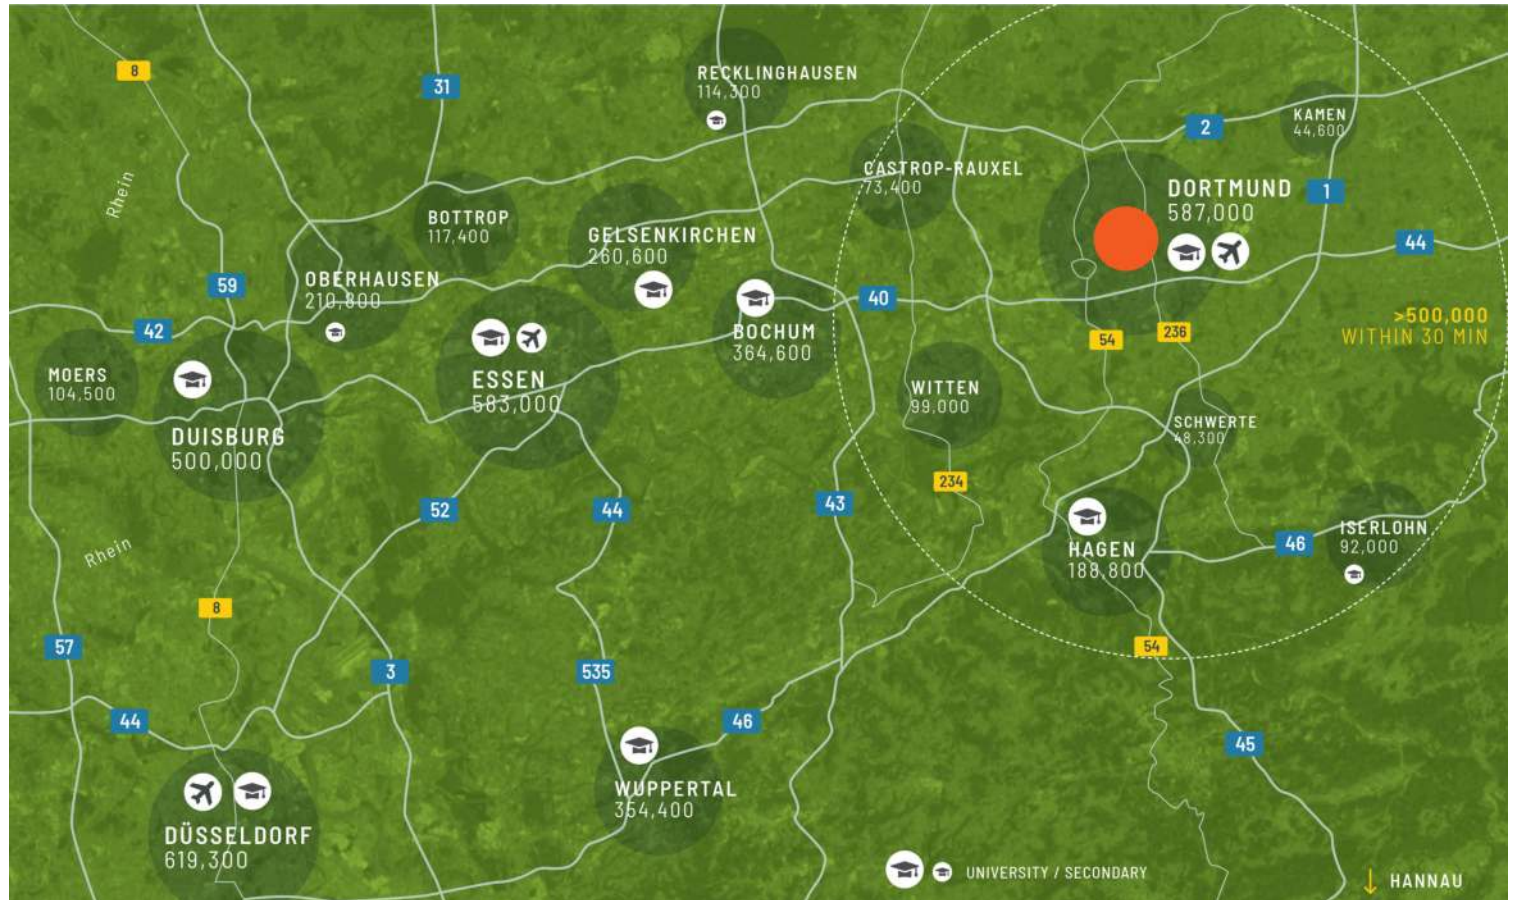 8
31
RECKLINGHAUSEN
114,300
2
KAMEN
44,600
Rhein
CASTROP-RAUXEL
73,400
DORTMUND
587,000
1
BOTTROP
117,400
GELSENKIRCHEN
260,600
44
59
OBERHAUSEN
210,800
40
42
BOCHUM
364,600
54
236
>500,000
WITHIN 30 MIN
MOERS
104,500
ESSEN
583,000
WITTEN
99,000
DUISBURG
500,000
SCHWERTE
48,300
234
52
44
43
Rhein
HAGEN
188,800
46
ISERLOHN
92,000
8
57
3
535
54
44
46
45
WUPPERTAL
354,400
DÜSSELDORF
619,300
UNIVERSITY / SECONDARY
HANNAU